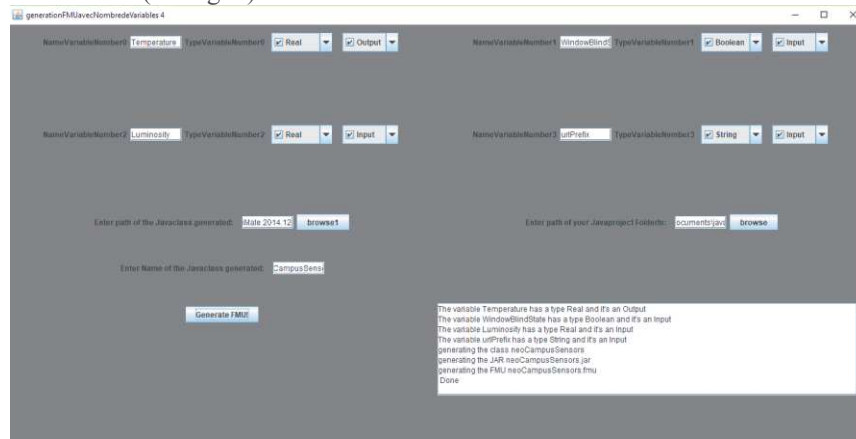 generationFMUavecNombredeVariables 4
NameVariableNumber0 Temperature TypeVariableNumber0 Real Output
NameVariableNumber1 WindowBlindS TypeVariableNumber1 Boolean Input
NameVariableNumber2 Luminosity TypeVariableNumber2 Real Input
NameVariableNumber3 urlPrefix TypeVariableNumber3 String Input
Enter path of the Javaclass generated: iMate 2014.12 browse1
Enter path of your Javaproject Folderto: ocuments\java browse
Enter Name of the Javaclass generated: CampusSens
Generate FMU!
The variable Temperature has a type Real and it's an Output
The variable WindowBlindState has a type Boolean and it's an Input
The variable Luminosity has a type Real and it's an Input
The variable urlPrefix has a type String and it's an Input
generating the class neoCampusSensors
generating the JAR neoCampusSensors.jar
generating the FMU neoCampusSensors.fmu
Done